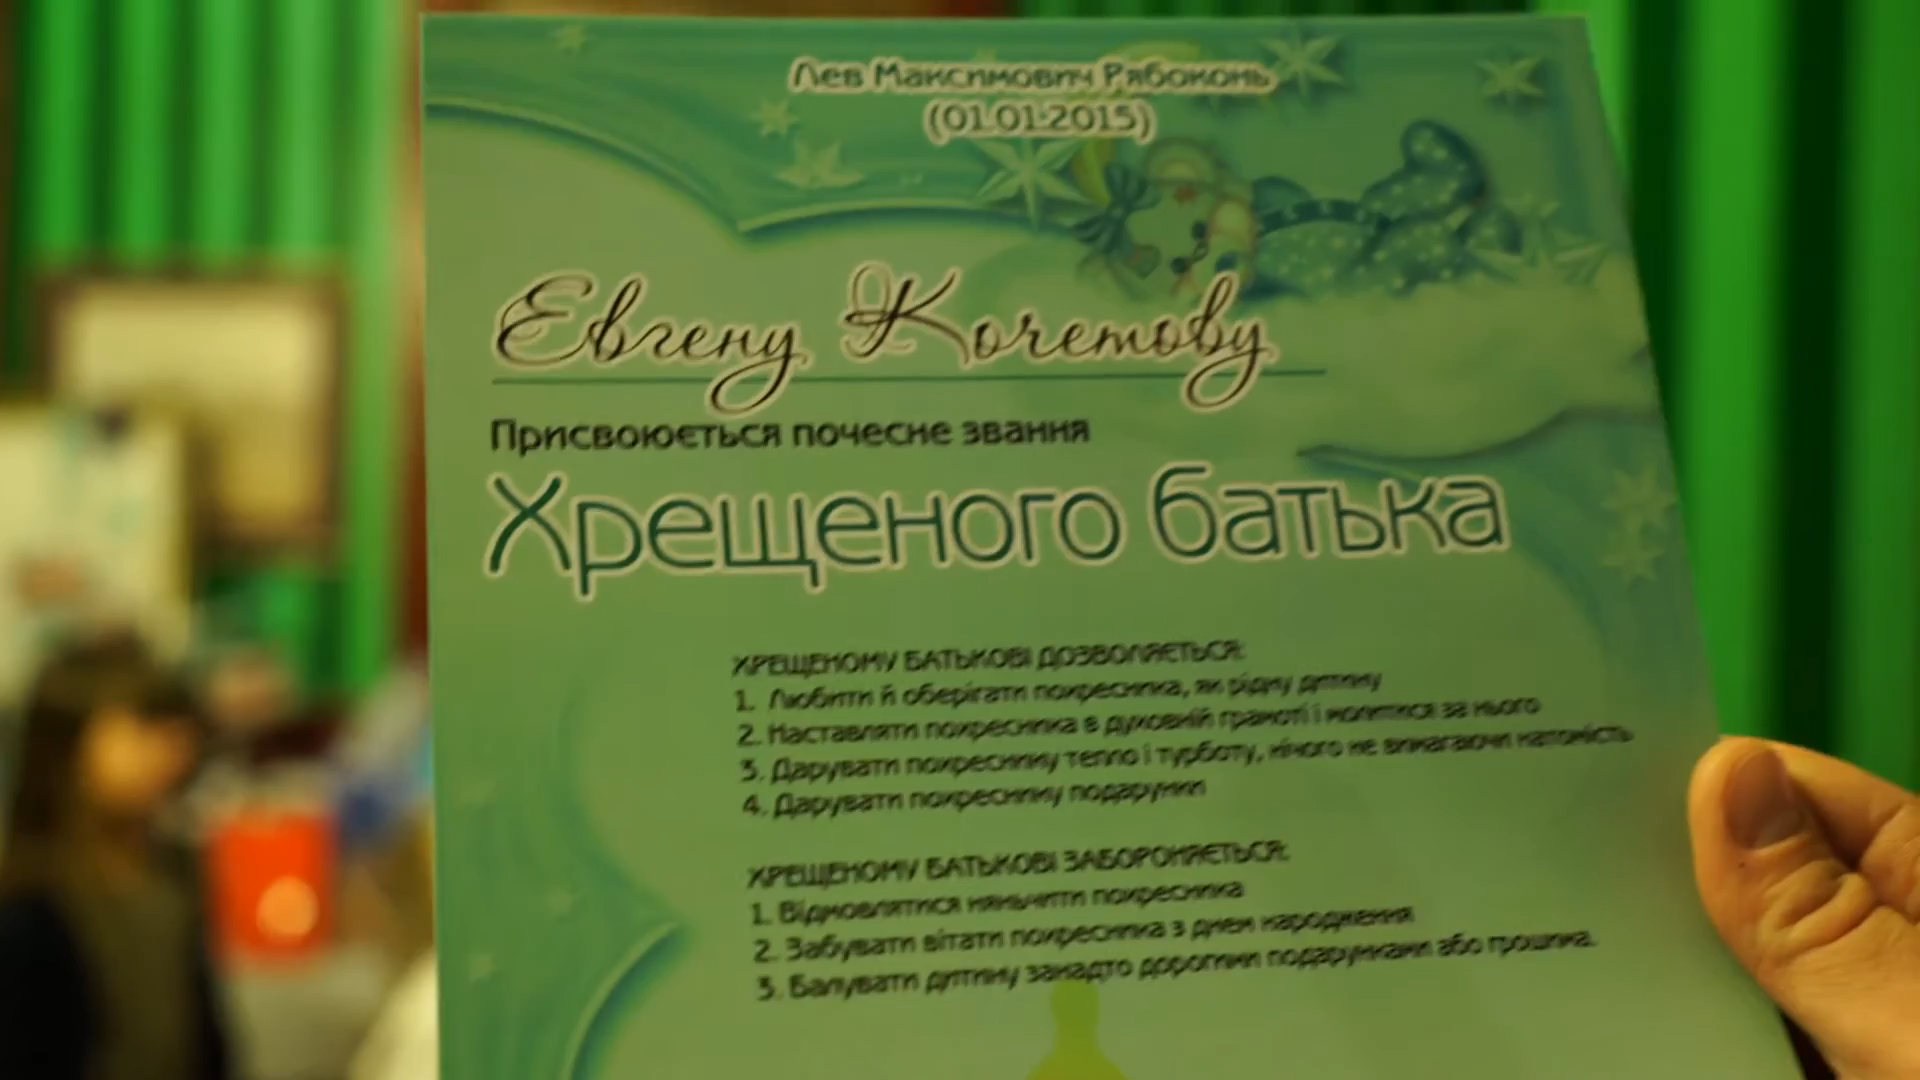 Лев Максимович Рябоконь
(01.01.2015)
Евгену Кочетову
Присвоюється почесне звання
Хрещеного батька
ХРЕЩЕНОМУ БАТЬКОВІ ДОЗВОЛЯЄТЬСЯ:
1. Любити й оберігати похресника, як рідну дитину
2. Наставляти похресника в духовній грамоті і молитися за нього
3. Дарувати похреснику тепло і турботу, нічого не вимагаючи натомість
4. Дарувати похреснику подарунки
ХРЕЩЕНОМУ БАТЬКОВІ ЗАБОРОНЯЄТЬСЯ:
1. Відмовлятися няньчити похресника
2. Забувати вітати похресника з днем народження
3. Балувати дитину занадто дорогими подарунками або грошима.